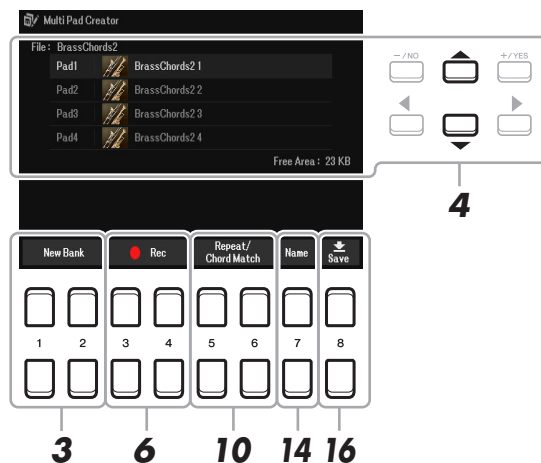 Multi Pad Creator
File : BrassChords2
Pad1 BrassChords2 1
Pad2 BrassChords2 2
Pad3 BrassChords2 3
Pad4 BrassChords2 4
Free Area : 23 KB
−/NO
+/YES
4
New Bank
Rec
Repeat/
Chord Match
Name
Save
1 2 3 4 5 6 7 8
3 6 10 14 16